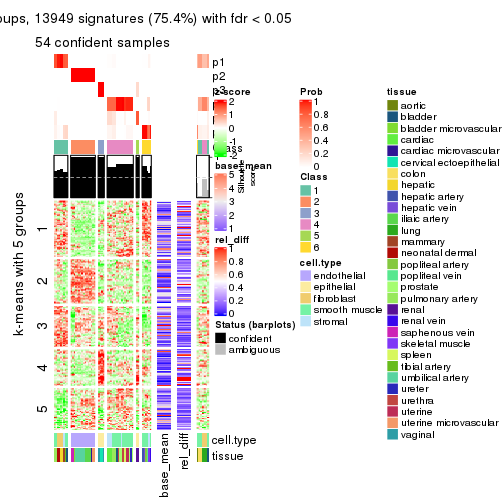 oups, 13949 signatures (75.4%) with fdr < 0.05
54 confident samples
p1
p2
p3
z-score
2
1
0
-1
-2
base_mean
5
4
3
2
1
Silhouette
score
rel_diff
1
0.8
0.6
0.4
0.2
0
Status (barplots)
confident
ambiguous
k-means with 5 groups
1
2
3
4
5
cell.type
tissue
base_mean
rel_diff
Prob
1
0.8
0.6
0.4
0.2
0
Class
1
2
3
4
5
6
cell.type
endothelial
epithelial
fibroblast
smooth muscle
stromal
tissue
aortic
bladder
bladder microvascular
cardiac
cardiac microvascular
cervical ectoepithelial
colon
hepatic
hepatic artery
hepatic vein
iliaic artery
lung
mammary
neonatal dermal
popliteal artery
popliteal vein
prostate
pulmonary artery
renal
renal vein
saphenous vein
skeletal muscle
spleen
tibial artery
umbilical artery
ureter
urethra
uterine
uterine microvascular
vaginal